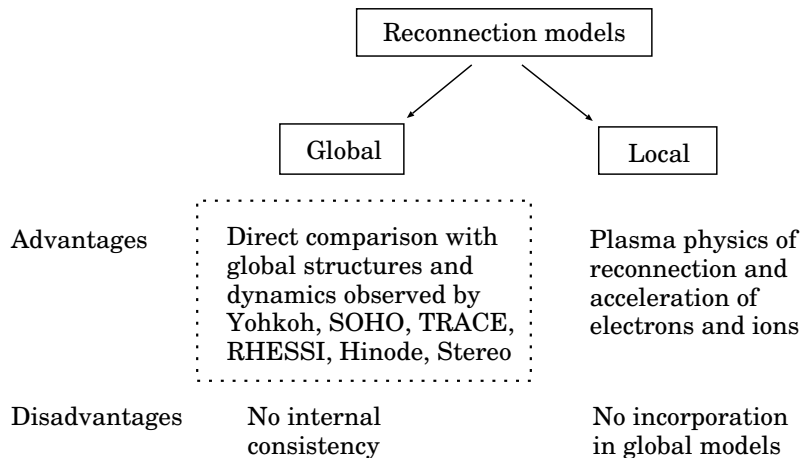 Reconnection models
Global
Local
Advantages
Direct comparison with
global structures and
dynamics observed by
Yohkoh, SOHO, TRACE,
RHESSI, Hinode, Stereo
Plasma physics of
reconnection and
acceleration of
electrons and ions
Disadvantages
No internal
consistency
No incorporation
in global models